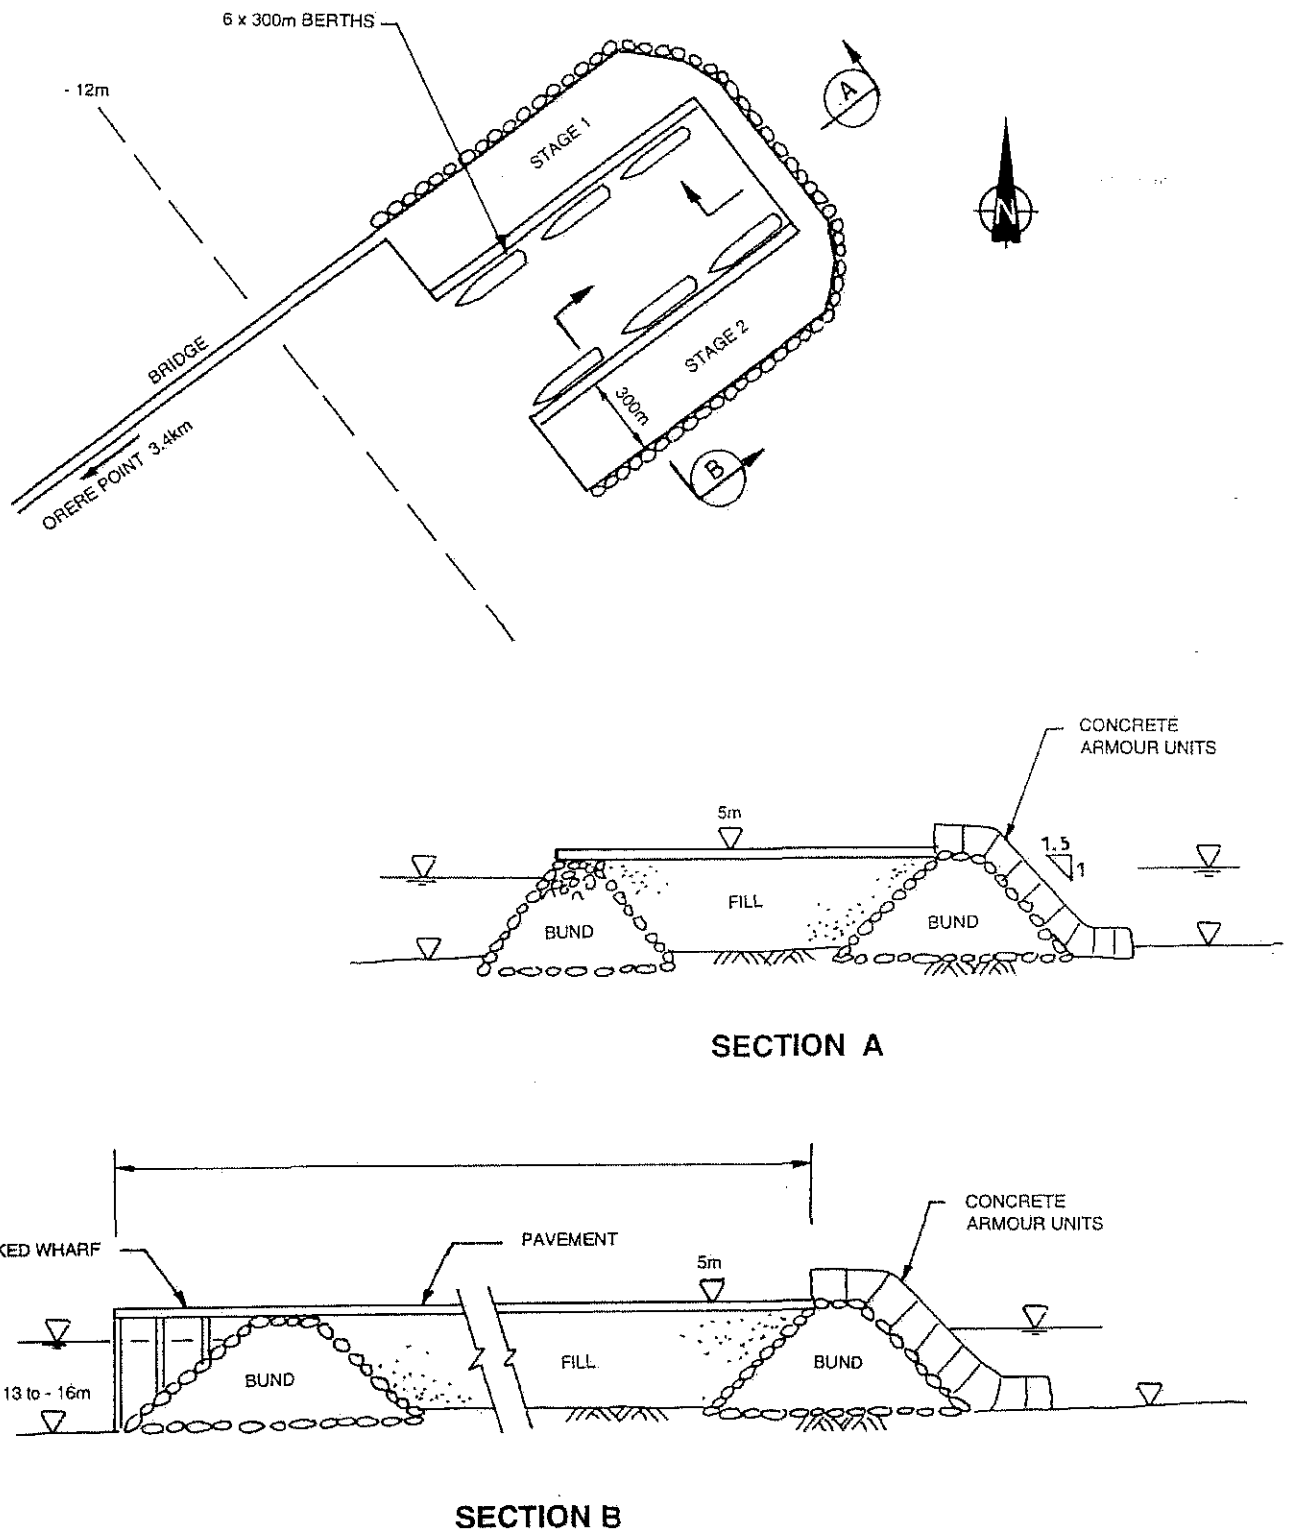 6 x 300m BERTHS
- 12m
A
STAGE 1
N
BRIDGE
STAGE 2
300m
ORERE POINT 3.4km
B
CONCRETE
ARMOUR UNITS
5m
1.5
1
FILL
BUND
BUND
SECTION A
CONCRETE
ARMOUR UNITS
KED WHARF
PAVEMENT
5m
FILL
BUND
BUND
13 to - 16m
SECTION B